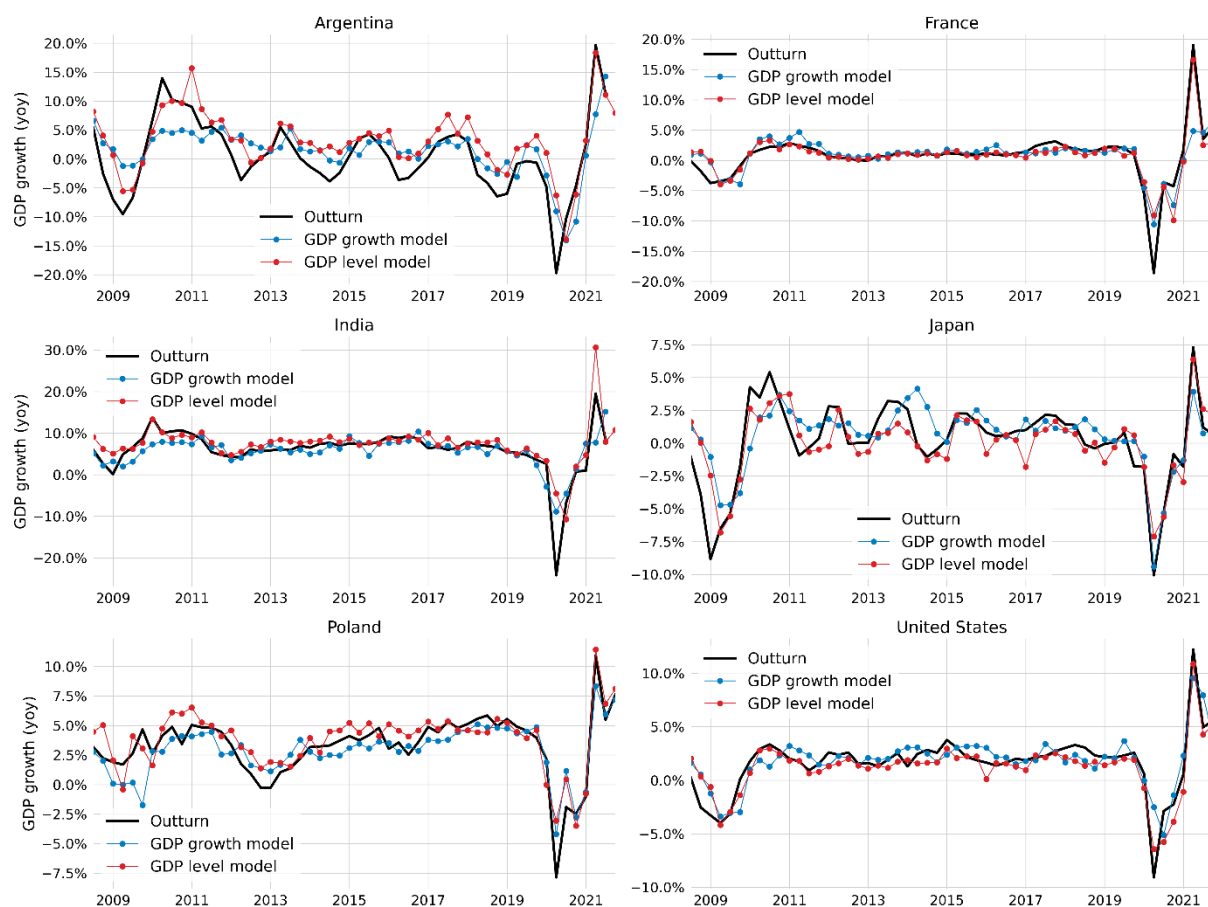 Argentina
GDP growth (yoy)
20.0%
15.0%
10.0%
5.0%
0.0%
−5.0%
−10.0%
−15.0%
−20.0%
Outturn
GDP growth model
GDP level model
2009 2011 2013 2015 2017 2019 2021
France
20.0%
15.0%
10.0%
5.0%
0.0%
−5.0%
−10.0%
−15.0%
−20.0%
Outturn
GDP growth model
GDP level model
2009 2011 2013 2015 2017 2019 2021
India
GDP growth (yoy)
30.0%
20.0%
10.0%
0.0%
−10.0%
−20.0%
Outturn
GDP growth model
GDP level model
2009 2011 2013 2015 2017 2019 2021
Japan
7.5%
5.0%
2.5%
0.0%
−2.5%
−5.0%
−7.5%
−10.0%
Outturn
GDP growth model
GDP level model
2009 2011 2013 2015 2017 2019 2021
Poland
GDP growth (yoy)
10.0%
7.5%
5.0%
2.5%
0.0%
−2.5%
−5.0%
−7.5%
Outturn
GDP growth model
GDP level model
2009 2011 2013 2015 2017 2019 2021
United States
10.0%
5.0%
0.0%
−5.0%
−10.0%
Outturn
GDP growth model
GDP level model
2009 2011 2013 2015 2017 2019 2021